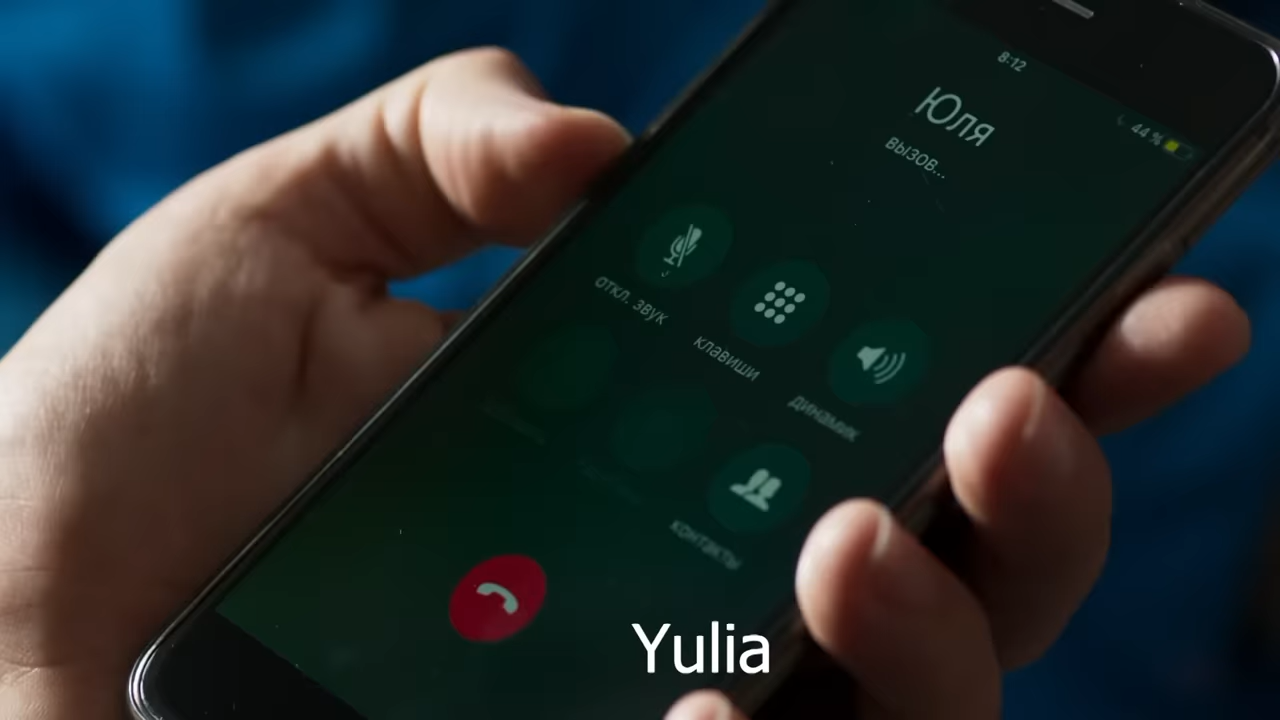 8:12
44 %
Юля
вызов...
откл. звук
клавиши
динамик
контакты
Yulia